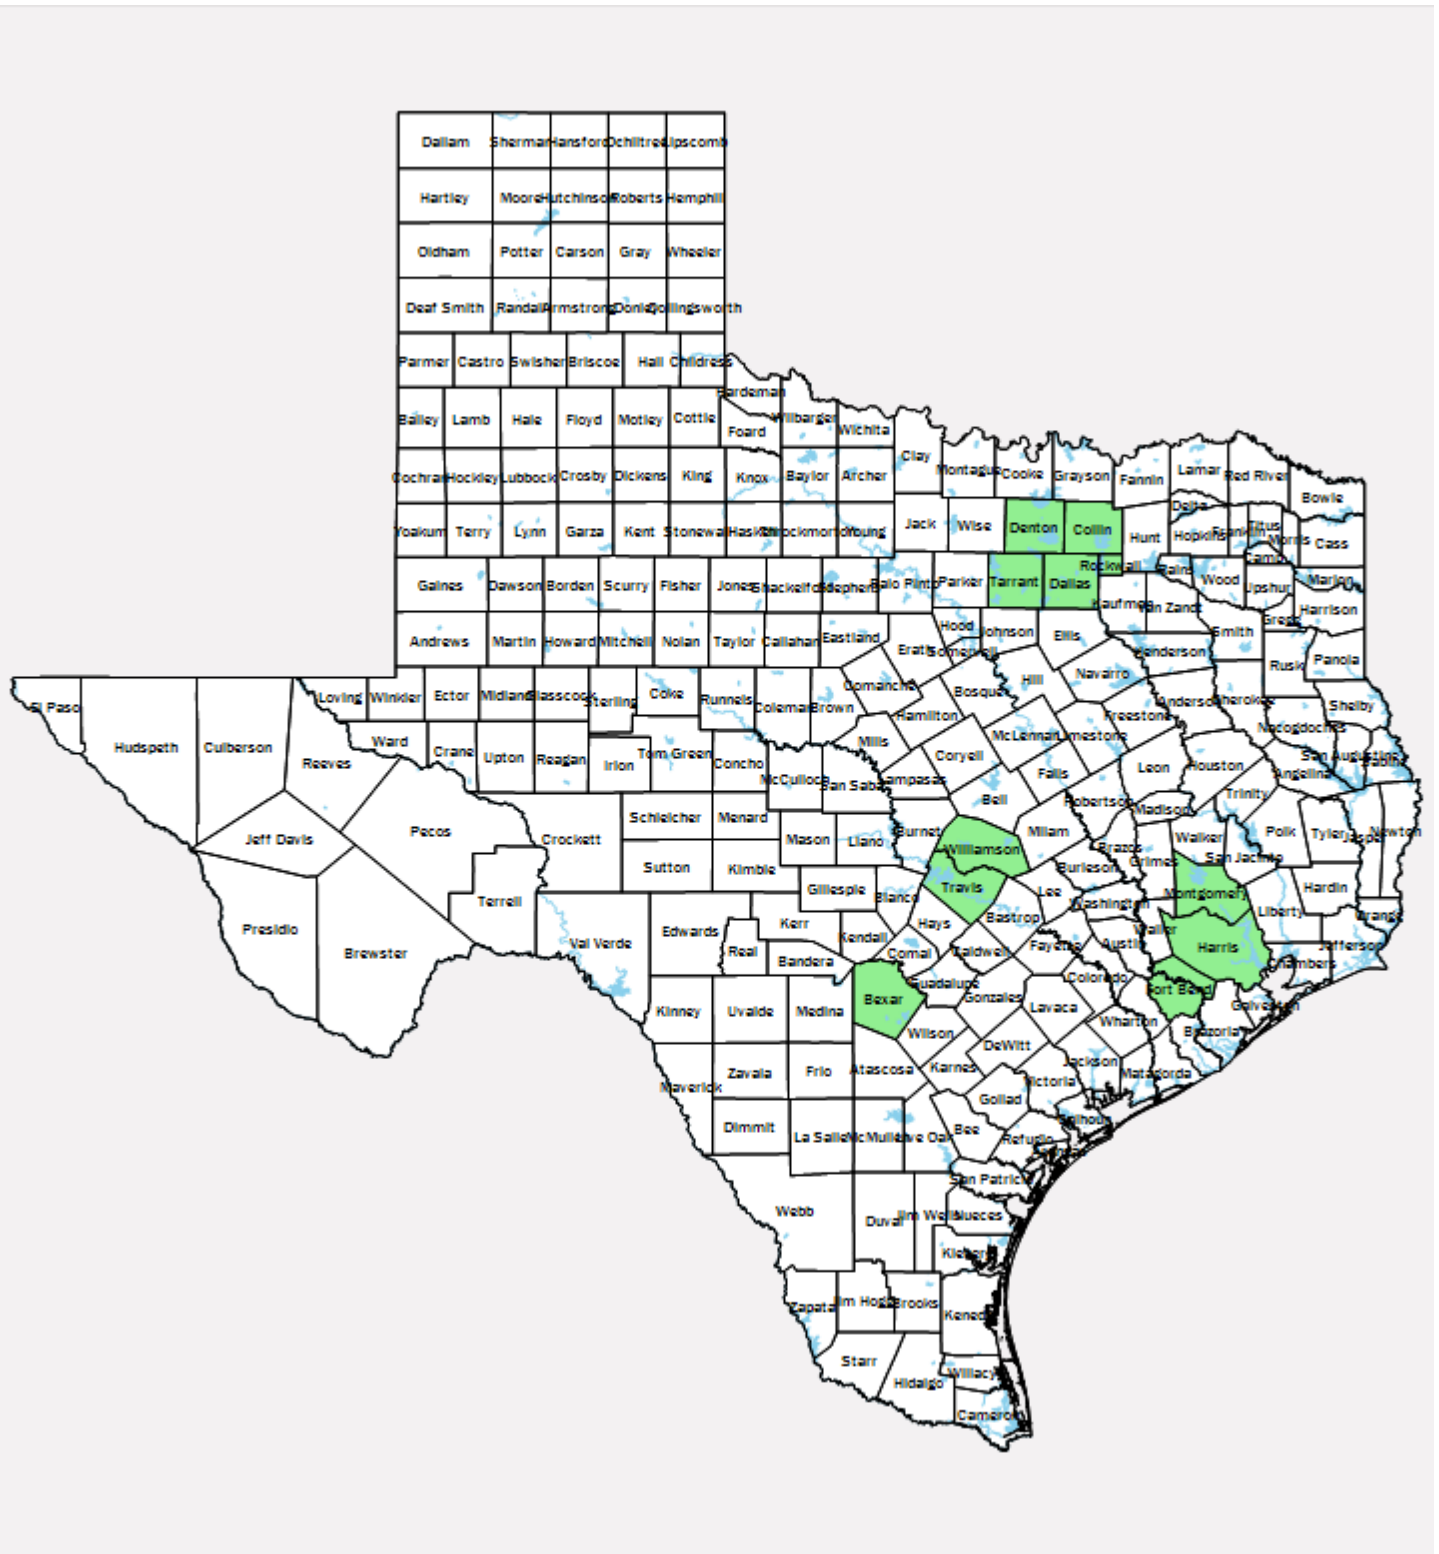 Dallam Sherman Hansford Ochiltree Lipscomb
Hartley Moore Hutchinson Roberts Hemphill
Oldham Potter Carson Gray Wheeler
Deaf Smith Randall Armstrong Donley Collingsworth
Parmer Castro Swisher Briscoe Hall Childress
Hardeman
Bailey Lamb Hale Floyd Motley Cottle Foard Wilbarger Wichita
Clay Montague Cooke Grayson Fannin Lamar Red River Bowie
Cochran Hockley Lubbock Crosby Dickens King Knox Baylor Archer
Yoakum Terry Lynn Garza Kent Stonewall Haskell Throckmorton Young Jack Wise Denton Collin Hunt Delta Hopkins Franklin Titus Morris Cass
Camp
Gaines Dawson Borden Scurry Fisher Jones Shackelford Stephens Palo Pinto Parker Tarrant Dallas Rockwall Rains Wood Upshur Marion
Kaufman Van Zandt Harrison
Gregg
Andrews Martin Howard Mitchell Nolan Taylor Callahan Eastland Erath Hood Somervell Johnson Ellis Henderson Smith
Rusk Panola
El Paso Loving Winkler Ector Midland Glasscock Sterling Coke Runnels Coleman Brown Comanche Bosque Hill Navarro Anderson Cherokee Shelby
Hamilton Freestone Nacogdoches
Hudspeth Culberson Reeves Ward Crane Upton Reagan Irion Tom Green Concho Mills McLennan Limestone
McCulloch San Saba Lampasas Coryell Falls Leon Houston Angelina San Augustine Sabine
Bell Robertson Madison Trinity
Jeff Davis Pecos Crockett Schleicher Menard Mason Llano Burnet Milam Walker Polk Tyler Jasper Newton
Sutton Kimble Williamson Brazos Grimes San Jacinto
Burleson
Terrell Gillespie Blanco Travis Lee Washington Montgomery Liberty Hardin
Orange
Presidio Brewster Val Verde Edwards Real Kerr Kendall Hays Bastrop Waller
Bandera Comal Caldwell Fayette Austin Harris Jefferson
Chambers
Kinney Uvalde Medina Bexar Guadalupe Gonzales Colorado Fort Bend
Lavaca Galveston
Wilson Wharton Brazoria
DeWitt
Maverick Zavala Frio Atascosa Karnes Jackson Matagorda
Victoria
Goliad
Dimmit La Salle McMullen Live Oak Bee Refugio Calhoun
Aransas
San Patricio
Webb Duval Jim Wells Nueces
Kleberg
Zapata Jim Hogg Brooks Kenedy
Starr Hidalgo Willacy
Cameron